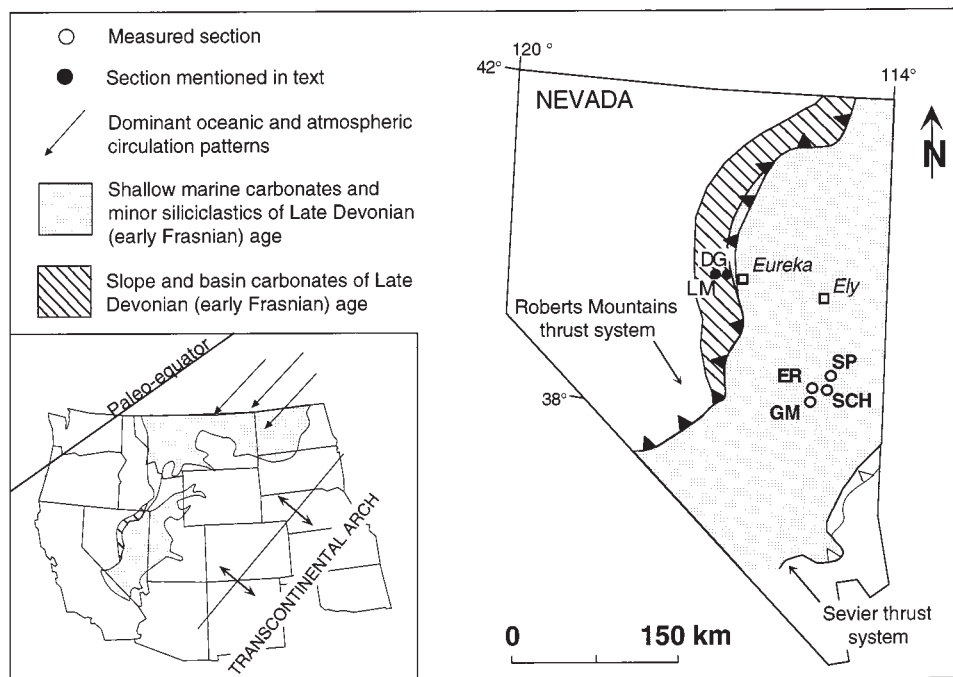 Measured section
Section mentioned in text
Dominant oceanic and atmospheric
circulation patterns
Shallow marine carbonates and
minor siliciclastics of Late Devonian
(early Frasnian) age
Slope and basin carbonates of Late
Devonian (early Frasnian) age
Paleo-equator
TRANSCONTINENTAL ARCH
120 °
42°
114°
NEVADA
N
DG
LM
Eureka
Ely
Roberts Mountains
thrust system
38°
SP
ER
SCH
GM
Sevier thrust
system
0 150 km